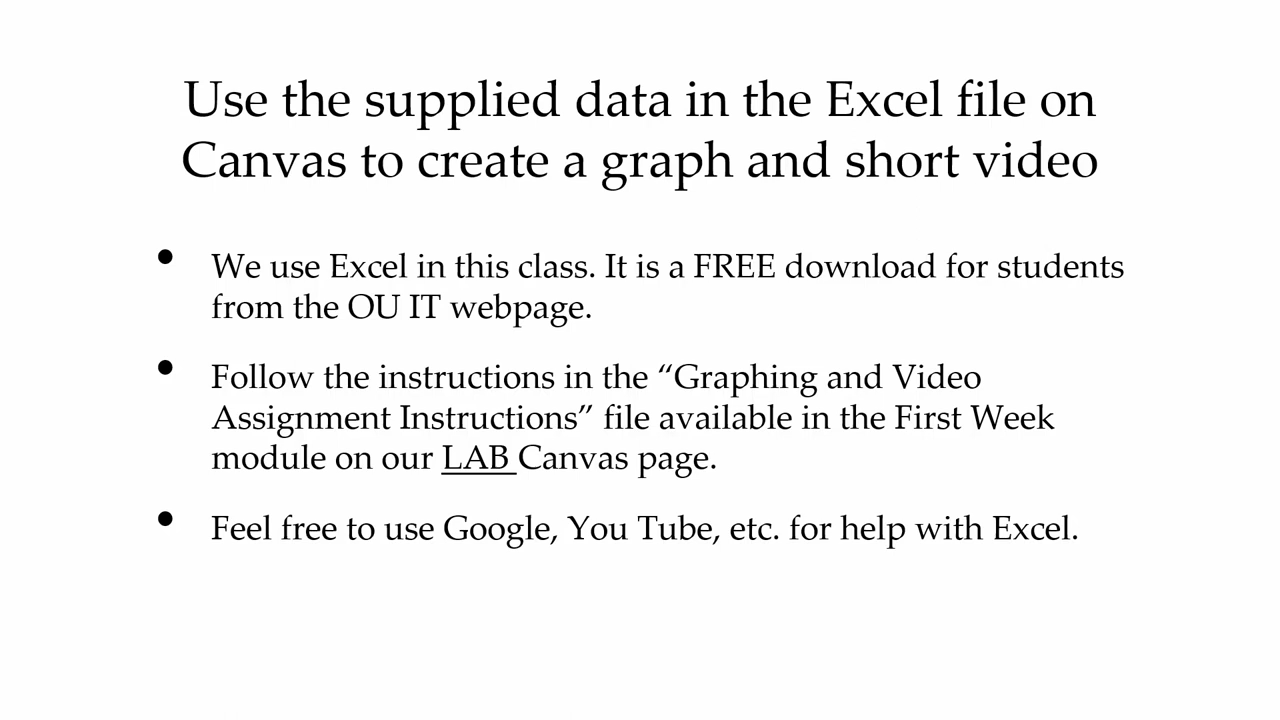 Use the supplied data in the Excel file on
Canvas to create a graph and short video
• We use Excel in this class. It is a FREE download for students
from the OU IT webpage.
• Follow the instructions in the “Graphing and Video
Assignment Instructions” file available in the First Week
module on our LAB Canvas page.
• Feel free to use Google, You Tube, etc. for help with Excel.